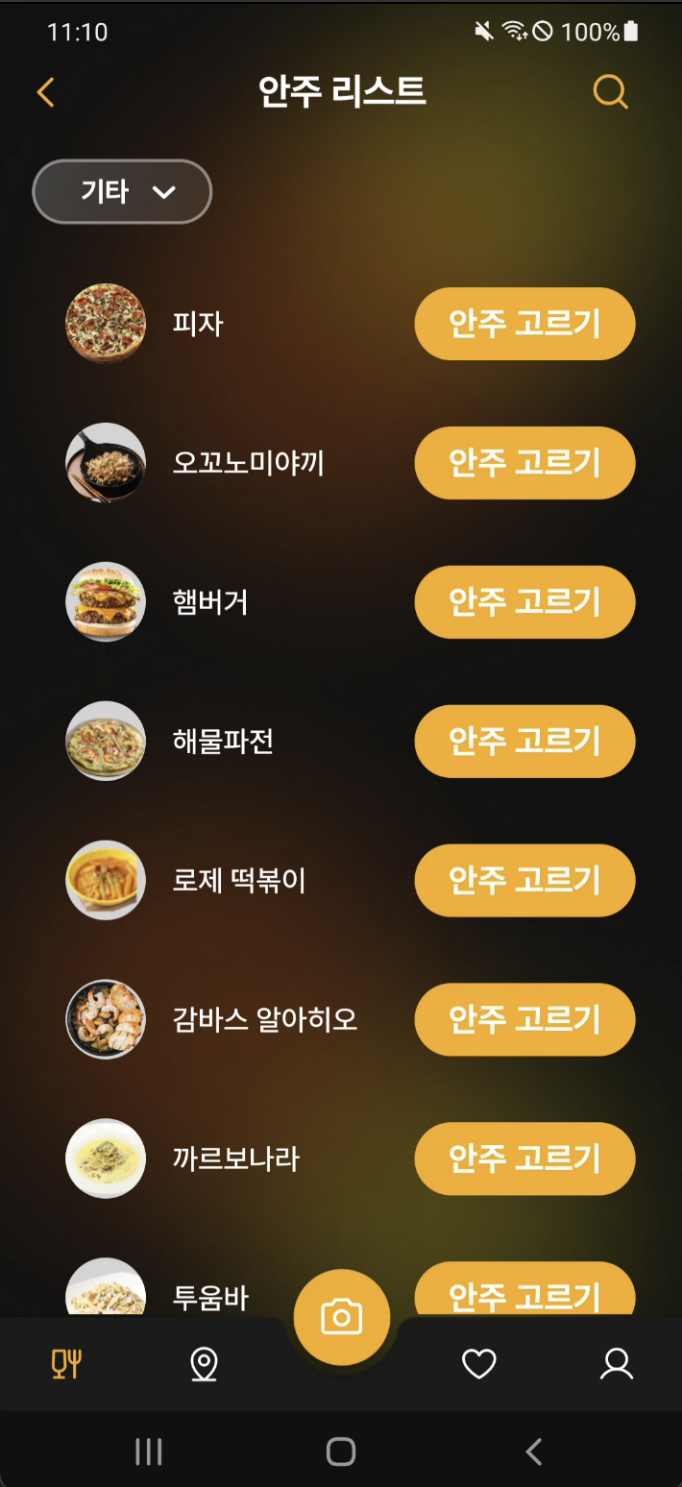 11:10
100%
안주 리스트
기타
피자
안주 고르기
오꼬노미야끼
안주 고르기
햄버거
안주 고르기
해물파전
안주 고르기
로제 떡볶이
안주 고르기
감바스 알아히오
안주 고르기
까르보나라
안주 고르기
투움바
안주 고르기